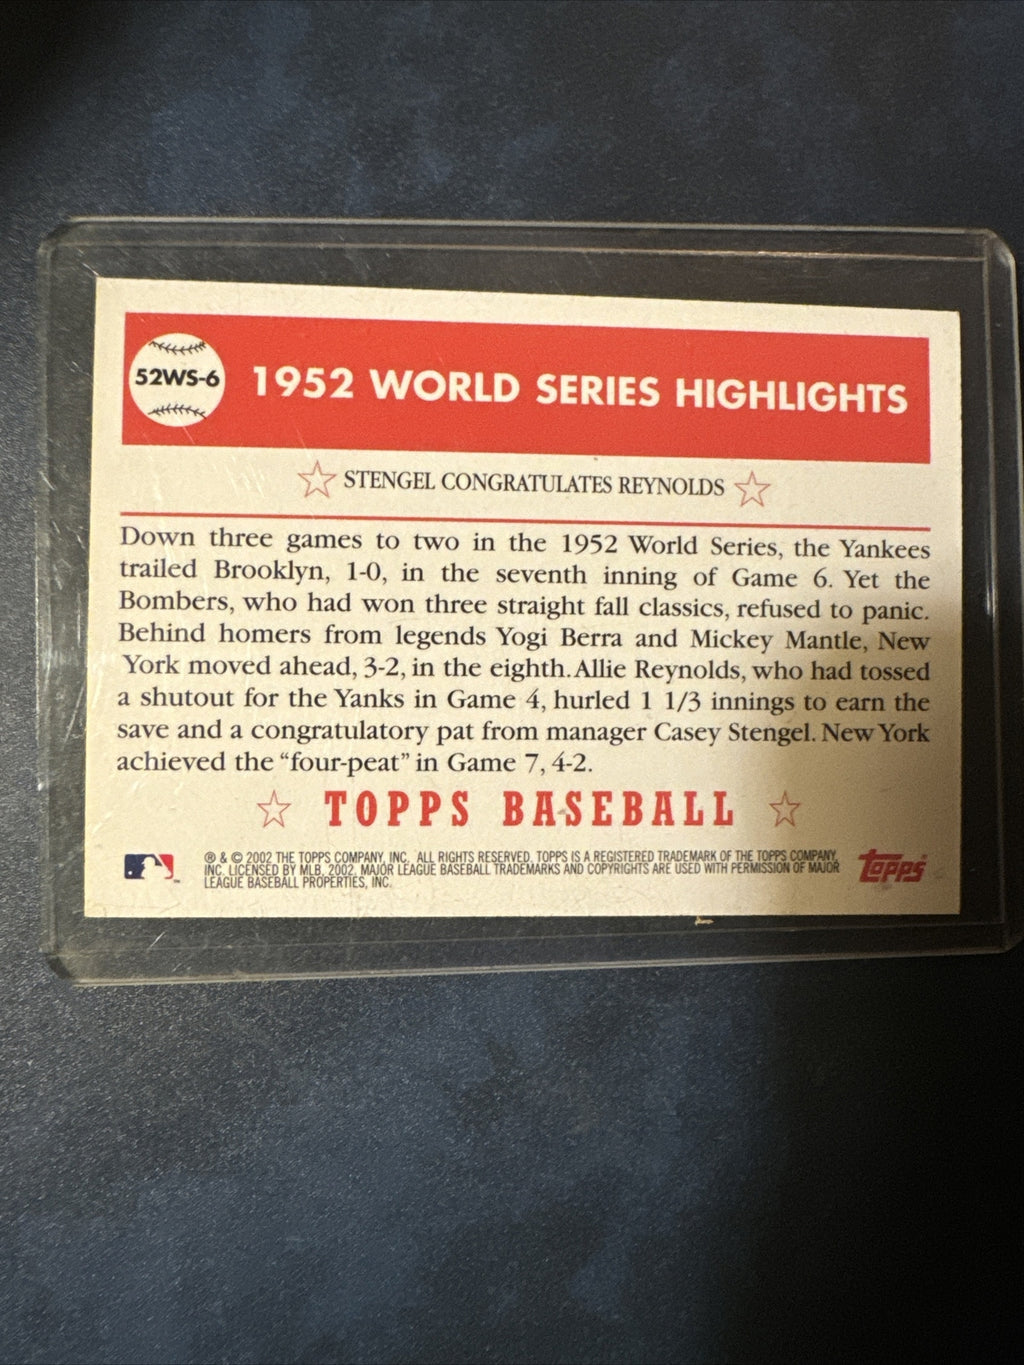 52WS-6
1952 WORLD SERIES HIGHLIGHTS
STENGEL CONGRATULATES REYNOLDS
Down three games to two in the 1952 World Series, the Yankees
trailed Brooklyn, 1-0, in the seventh inning of Game 6. Yet the
Bombers, who had won three straight fall classics, refused to panic.
Behind homers from legends Yogi Berra and Mickey Mantle, New
York moved ahead, 3-2, in the eighth. Allie Reynolds, who had tossed
a shutout for the Yanks in Game 4, hurled 1 1/3 innings to earn the
save and a congratulatory pat from manager Casey Stengel. New York
achieved the “four-peat” in Game 7, 4-2.
TOPPS BASEBALL
® & © 2002 THE TOPPS COMPANY, INC. ALL RIGHTS RESERVED. TOPPS IS A REGISTERED TRADEMARK OF THE TOPPS COMPANY,
INC. LICENSED BY MLB, 2002. MAJOR LEAGUE BASEBALL TRADEMARKS AND COPYRIGHTS ARE USED WITH PERMISSION OF MAJOR
LEAGUE BASEBALL PROPERTIES, INC.
Topps